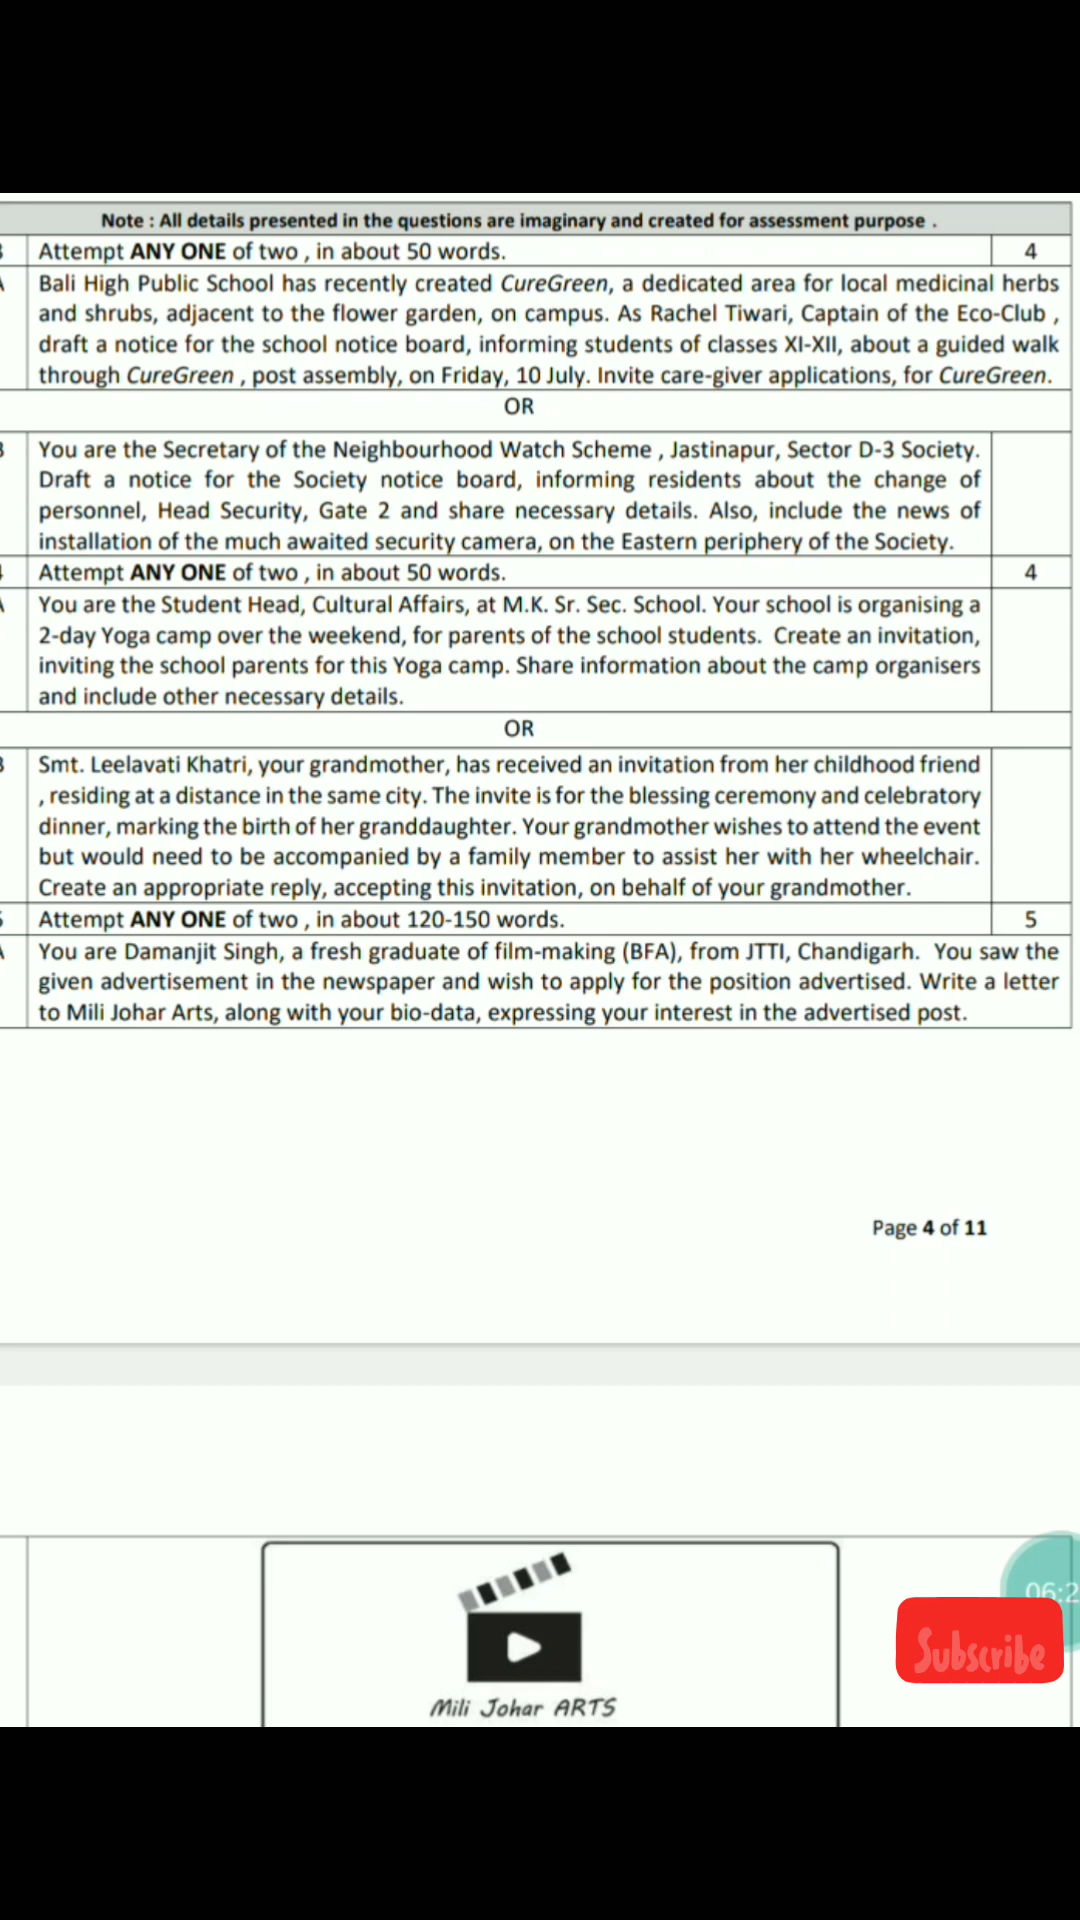 Note : All details presented in the questions are imaginary and created for assessment purpose .
Attempt ANY ONE of two , in about 50 words. 4
Bali High Public School has recently created CureGreen, a dedicated area for local medicinal herbs
and shrubs, adjacent to the flower garden, on campus. As Rachel Tiwari, Captain of the Eco-Club ,
draft a notice for the school notice board, informing students of classes XI-XII, about a guided walk
through CureGreen , post assembly, on Friday, 10 July. Invite care-giver applications, for CureGreen.
OR
You are the Secretary of the Neighbourhood Watch Scheme , Jastinapur, Sector D-3 Society.
Draft a notice for the Society notice board, informing residents about the change of
personnel, Head Security, Gate 2 and share necessary details. Also, include the news of
installation of the much awaited security camera, on the Eastern periphery of the Society.
Attempt ANY ONE of two , in about 50 words. 4
You are the Student Head, Cultural Affairs, at M.K. Sr. Sec. School. Your school is organising a
2-day Yoga camp over the weekend, for parents of the school students. Create an invitation,
inviting the school parents for this Yoga camp. Share information about the camp organisers
and include other necessary details.
OR
Smt. Leelavati Khatri, your grandmother, has received an invitation from her childhood friend
, residing at a distance in the same city. The invite is for the blessing ceremony and celebratory
dinner, marking the birth of her granddaughter. Your grandmother wishes to attend the event
but would need to be accompanied by a family member to assist her with her wheelchair.
Create an appropriate reply, accepting this invitation, on behalf of your grandmother.
Attempt ANY ONE of two , in about 120-150 words. 5
You are Damanjit Singh, a fresh graduate of film-making (BFA), from JTTI, Chandigarh. You saw the
given advertisement in the newspaper and wish to apply for the position advertised. Write a letter
to Mili Johar Arts, along with your bio-data, expressing your interest in the advertised post.
Page 4 of 11
06:2
Subscribe
Mili Johar ARTS